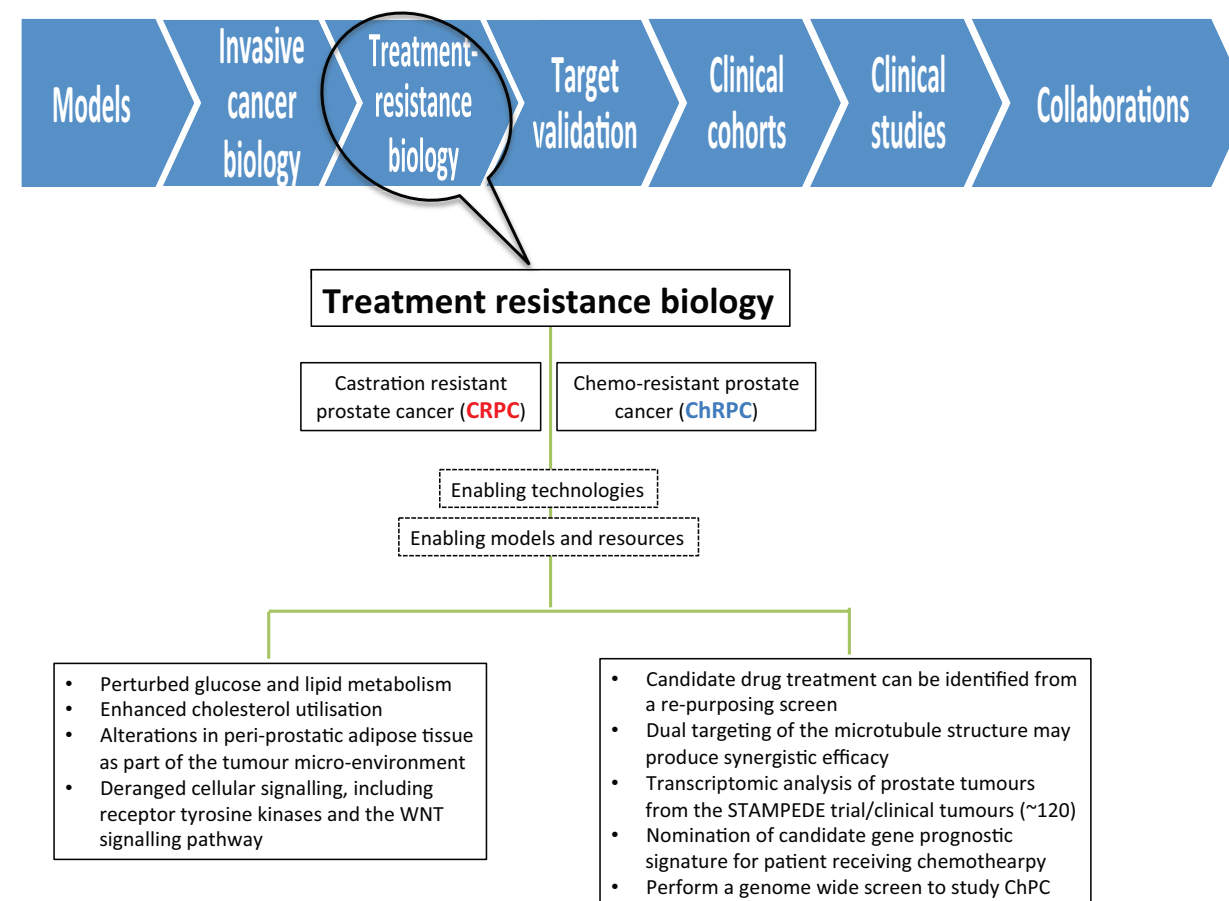 Models
Invasive
cancer
biology
Treatment-
resistance
biology
Target
validation
Clinical
cohorts
Clinical
studies
Collaborations
Treatment resistance biology
Castration resistant
prostate cancer (CRPC)
Chemo-resistant prostate
cancer (ChRPC)
Enabling technologies
Enabling models and resources
• Perturbed glucose and lipid metabolism
• Enhanced cholesterol utilisation
• Alterations in peri-prostatic adipose tissue
as part of the tumour micro-environment
• Deranged cellular signalling, including
receptor tyrosine kinases and the WNT
signalling pathway
• Candidate drug treatment can be identified from
a re-purposing screen
• Dual targeting of the microtubule structure may
produce synergistic efficacy
• Transcriptomic analysis of prostate tumours
from the STAMPEDE trial/clinical tumours (~120)
• Nomination of candidate gene prognostic
signature for patient receiving chemothearpy
• Perform a genome wide screen to study ChPC